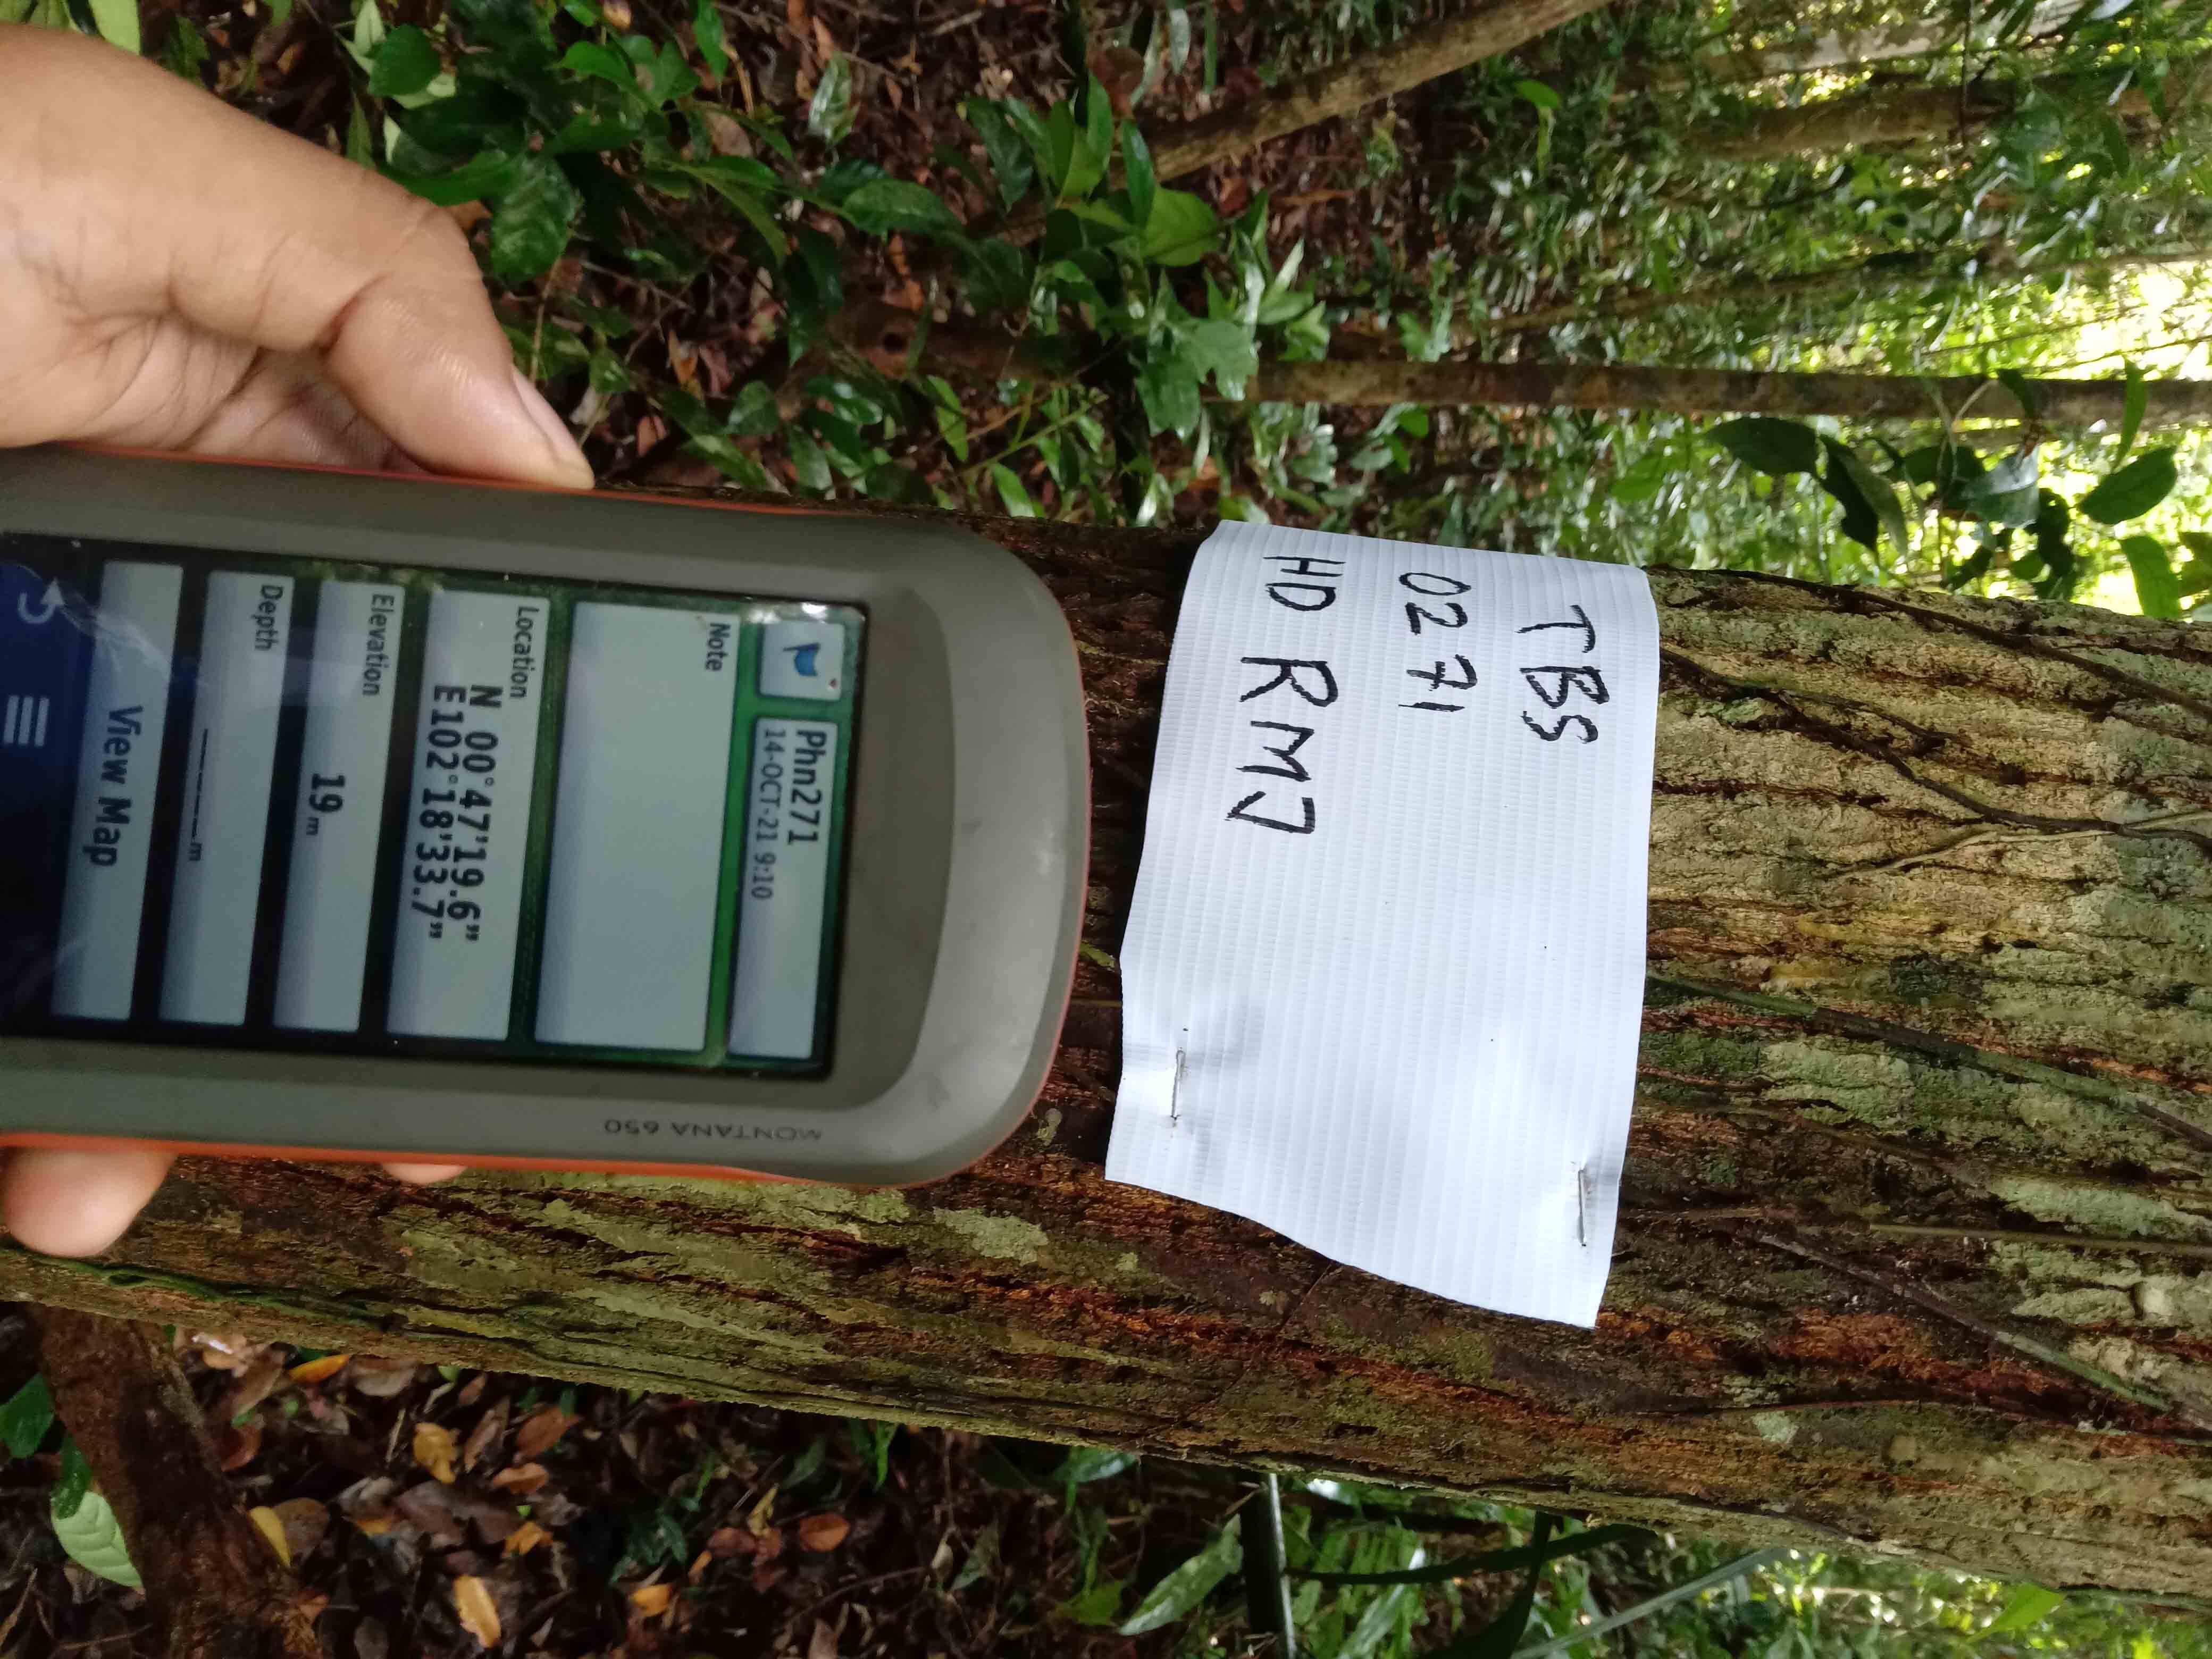 TBS
0271
HD RMJ
MONTANA 650
Phn271
14-OCT-21 9:10
Note
Location
N 00°47'19.6"
E102°18'33.7"
Elevation
19m
Depth
_____m
View Map